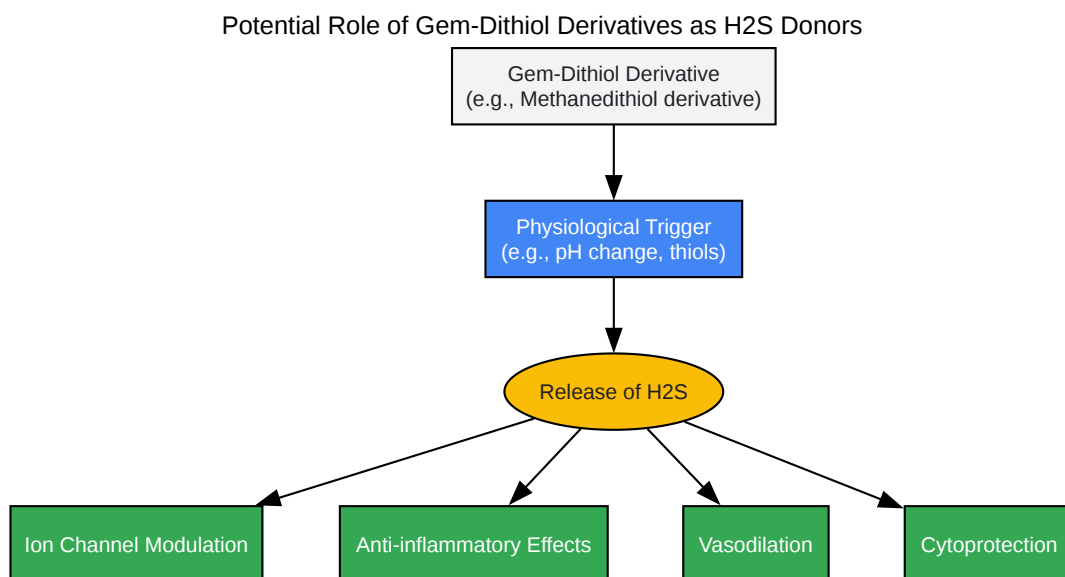 Potential Role of Gem-Dithiol Derivatives as H2S Donors
Gem-Dithiol Derivative
(e.g., Methanedithiol derivative)
Physiological Trigger
(e.g., pH change, thiols)
Release of H2S
Ion Channel Modulation
Anti-inflammatory Effects
Vasodilation
Cytoprotection